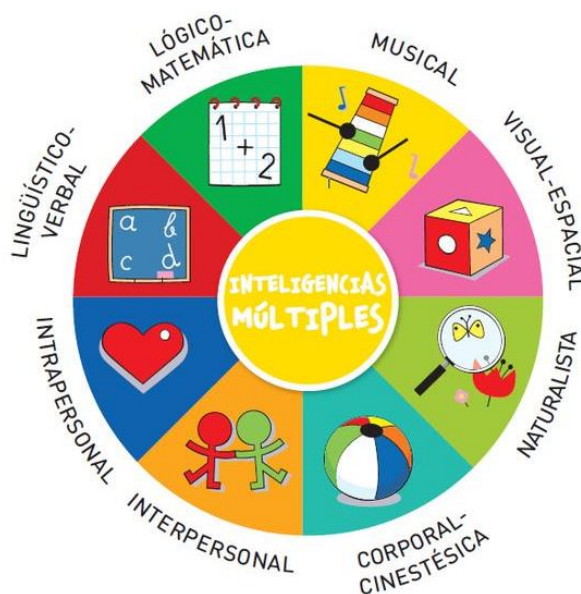 LÓGICO-
MATEMÁTICA
MUSICAL
VISUAL-ESPACIAL
NATURALISTA
CORPORAL-
CINESTÉSICA
INTERPERSONAL
INTRAPERSONAL
LINGÜÍSTICO-
VERBAL
1
+
2
a b
c d
INTELIGENCIAS
MÚLTIPLES